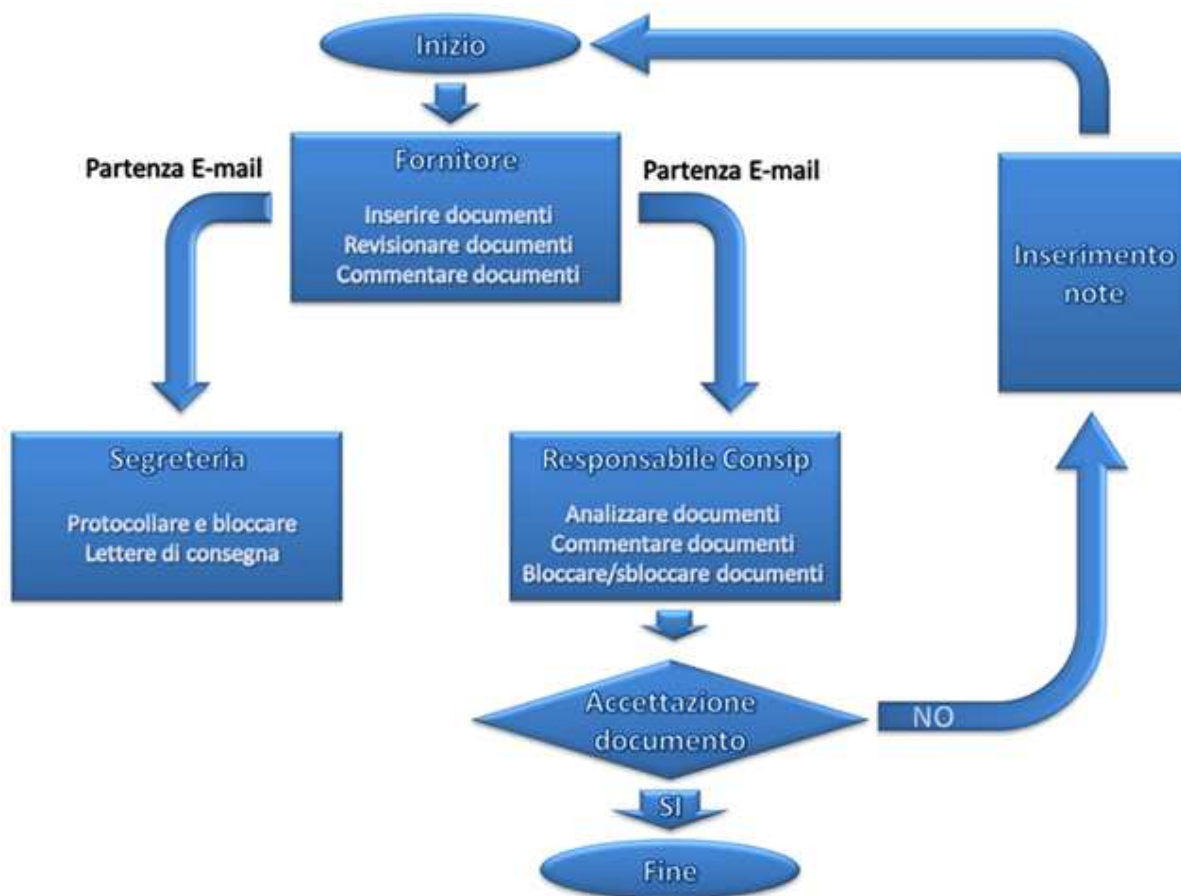 Inizio
Partenza E-mail
Fornitore
Inserire documenti
Revisionare documenti
Commentare documenti
Partenza E-mail
Inserimento
note
Segreteria
Protocollare e bloccare
Lettere di consegna
Responsabile Consip
Analizzare documenti
Commentare documenti
Bloccare/sbloccare documenti
Accettazione
documento
NO
SI
Fine